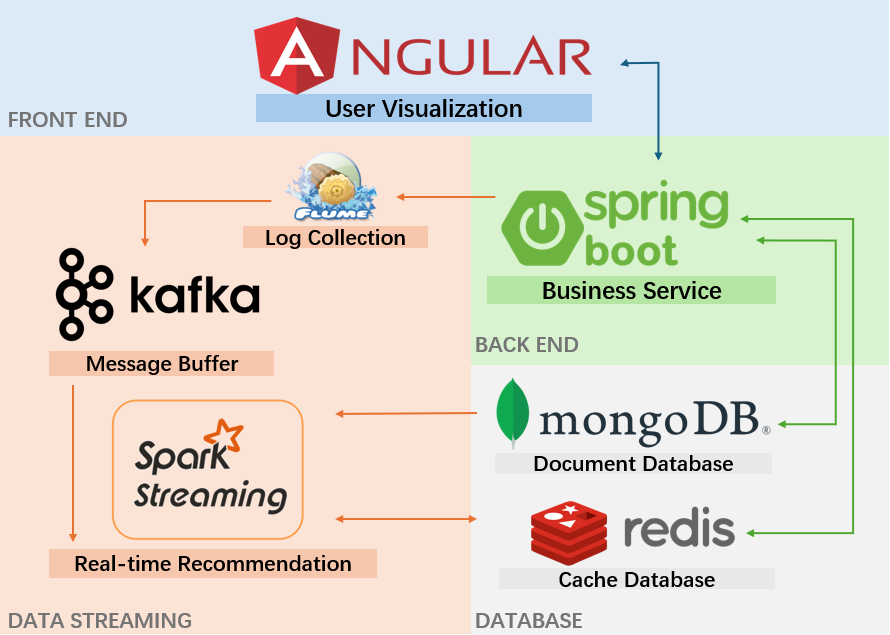 ANGULAR
User Visualization
FRONT END
FLUME
Log Collection
spring
boot
Business Service
kafka
Message Buffer
BACK END
Spark
Streaming
Real-time Recommendation
mongoDB®
Document Database
redis
Cache Database
DATA STREAMING
DATABASE